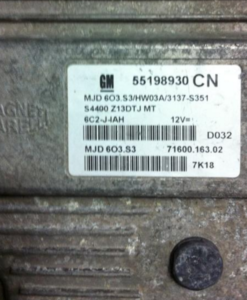 GM 55198930 CN
MJD 6O3.S3/HW03A/3137-S351
S4400 Z13DTJ MT
6C2-J-IAH 12V=
D032
MJD 6O3.S3 71600.163.02
7K18